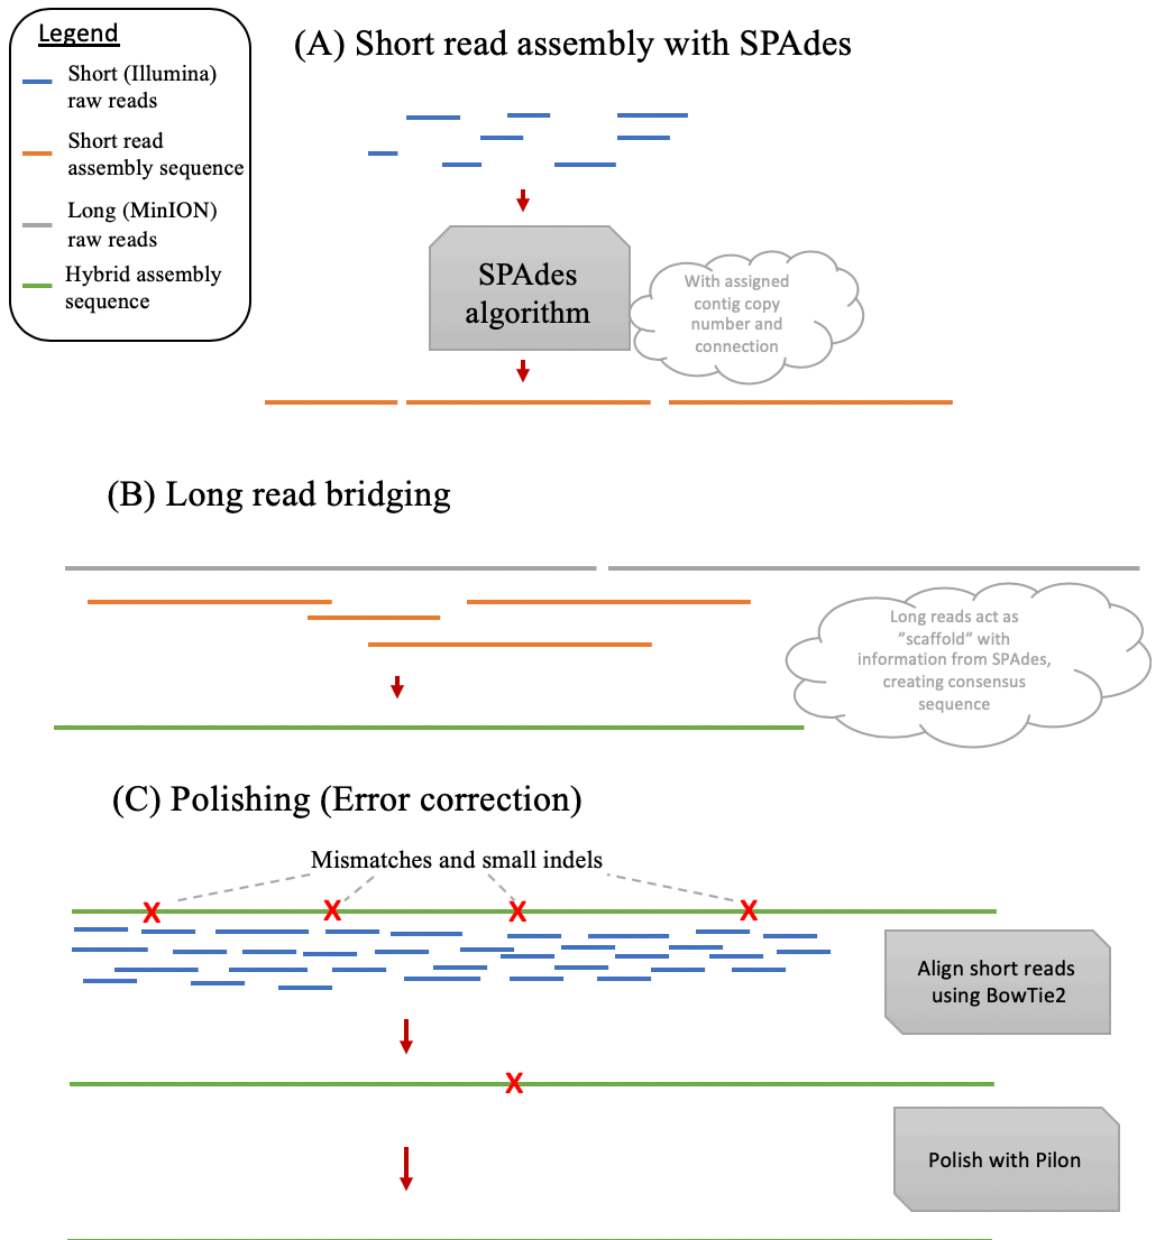 Legend
Short (Illumina)
raw reads
Short read
assembly sequence
Long (MinION)
raw reads
Hybrid assembly
sequence
(A) Short read assembly with SPAdes
SPAdes
algorithm
With assigned
contig copy
number and
connection
(B) Long read bridging
Long reads act as
"scaffold" with
information from SPAdes,
creating consensus
sequence
(C) Polishing (Error correction)
Mismatches and small indels
X X X X
Align short reads
using BowTie2
X
Polish with Pilon